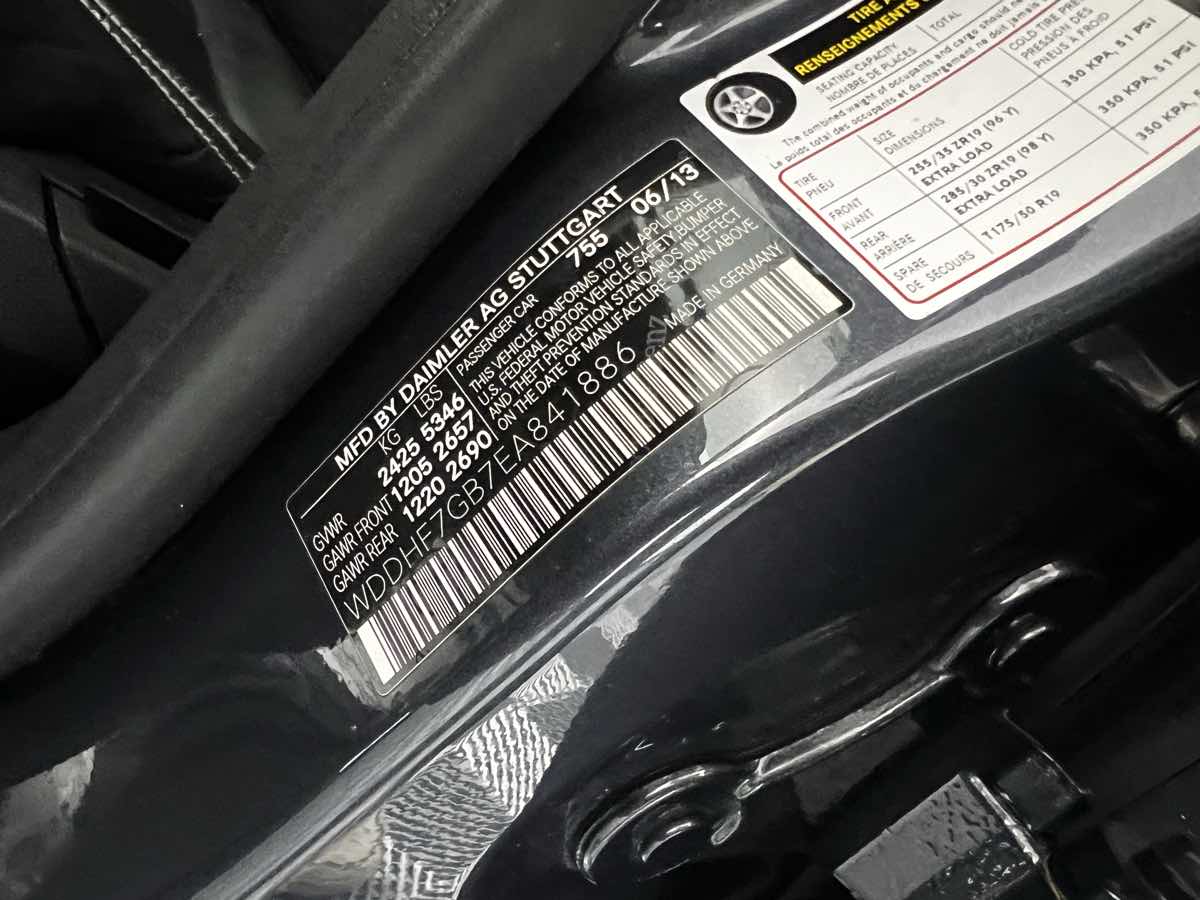 MFD BY DAIMLER AG STUTTGART
KG LBS
GVWR 2425 5346
GAWR FRONT 1205 2657
GAWR REAR 1220 2690
PASSENGER CAR 755 06/13
THIS VEHICLE CONFORMS TO ALL APPLICABLE
U.S. FEDERAL MOTOR VEHICLE SAFETY BUMPER
AND THEFT PREVENTION STANDARDS IN EFFECT
ON THE DATE OF MANUFACTURE SHOWN ABOVE
MADE IN GERMANY
WDDHF7GB7EA841886
TIRE
RENSEIGNEMENTS
SEATING CAPACITY
NOMBRE DE PLACES
TOTAL
The combined weight of occupants and cargo should
Le poids total des occupants et du chargement ne doit jamais
TIRE
PNEU
SIZE
DIMENSIONS
COLD TIRE
PRESSION DES
PNEUS À FROID
FRONT
AVANT
255/35 ZR19 (96 Y)
EXTRA LOAD
350 KPA, 51 PSI
REAR
ARRIÈRE
285/30 ZR19 (98 Y)
EXTRA LOAD
350 KPA, 51 PSI
SPARE
DE SECOURS
T175/50 R19
350 KPA,